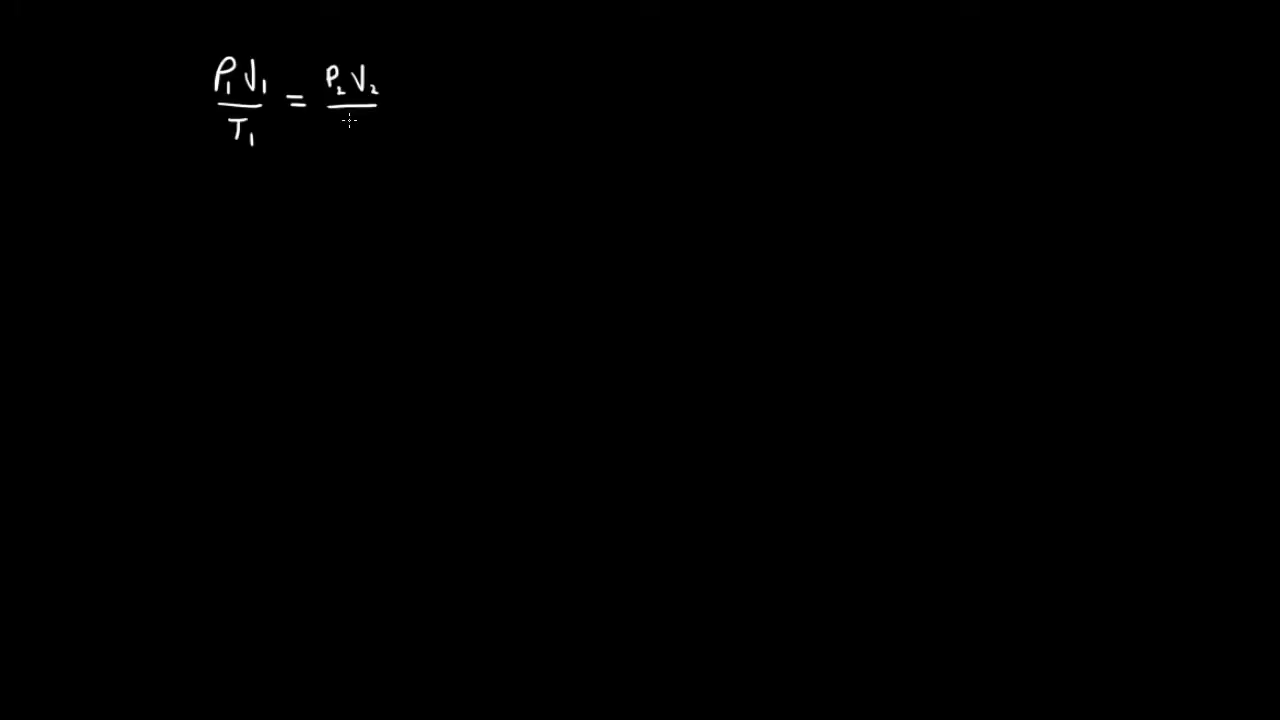 P₁V₁/T₁ = P₂V₂/